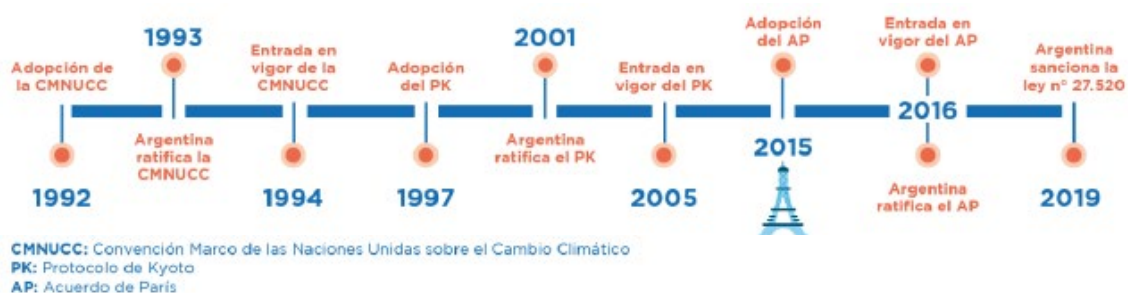 Adopción de
la CMNUCC
1992
1993
Argentina
ratifica la
CMNUCC
Entrada en
vigor de la
CMNUCC
1994
Adopción
del PK
1997
2001
Argentina
ratifica el PK
Entrada en
vigor del PK
2005
Adopción
del AP
2015
Entrada en
vigor del AP
2016
Argentina
ratifica el AP
Argentina
sanciona la
ley n° 27.520
2019
CMNUCC: Convención Marco de las Naciones Unidas sobre el Cambio Climático
PK: Protocolo de Kyoto
AP: Acuerdo de París